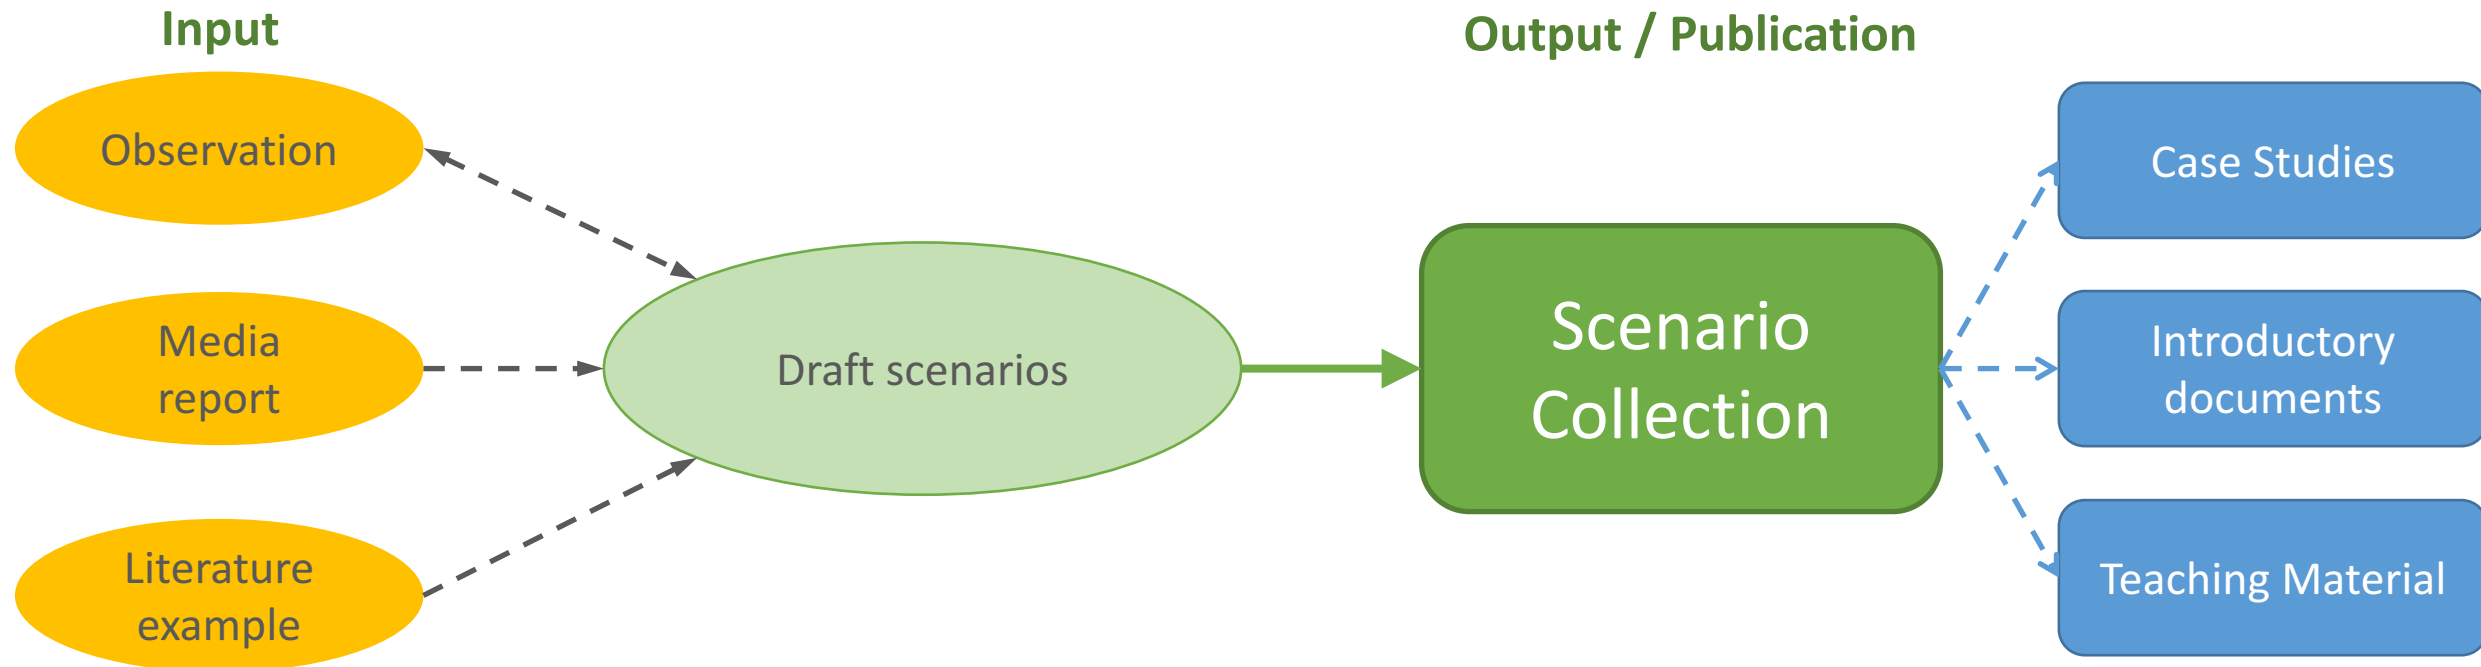 Input
Output / Publication
Observation
Media
report
Literature
example
Draft scenarios
Scenario
Collection
Case Studies
Introductory
documents
Teaching Material